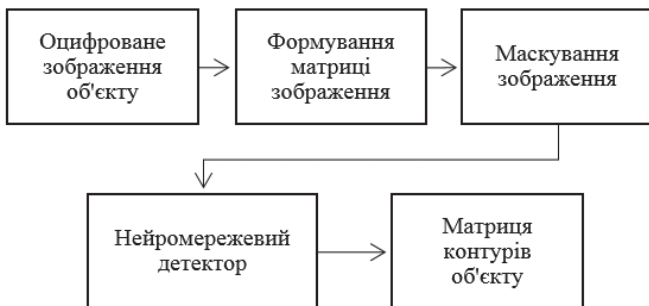 Оцифроване
зображення
об'єкту
Формування
матриці
зображення
Маскування
зображення
Нейромережевий
детектор
Матриця
контурів
об'єкту